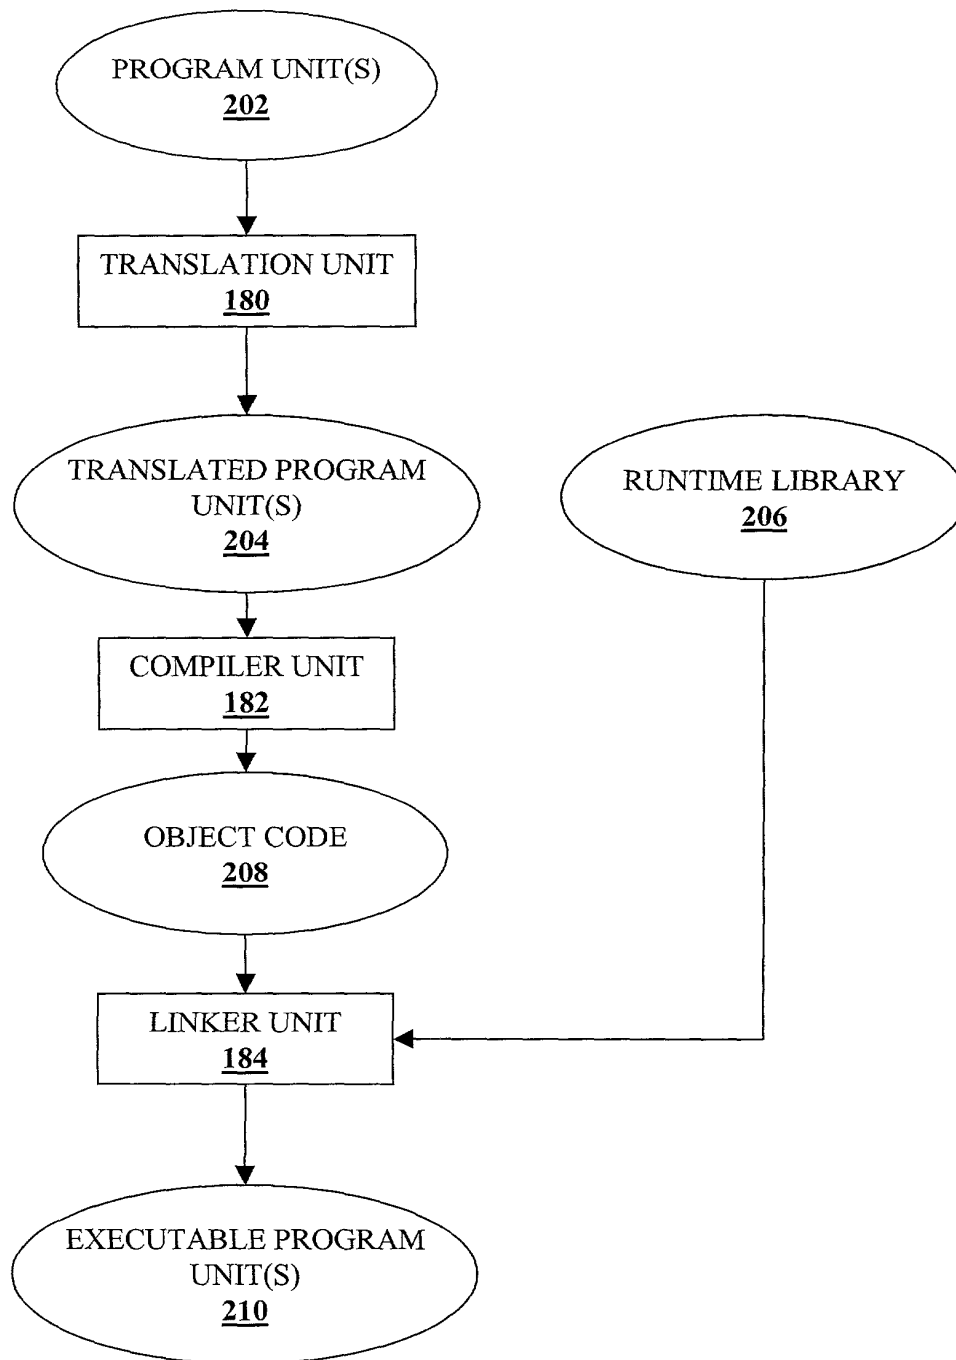 PROGRAM UNIT(S)
202
TRANSLATION UNIT
180
TRANSLATED PROGRAM
UNIT(S)
204
RUNTIME LIBRARY
206
COMPILER UNIT
182
OBJECT CODE
208
LINKER UNIT
184
EXECUTABLE PROGRAM
UNIT(S)
210